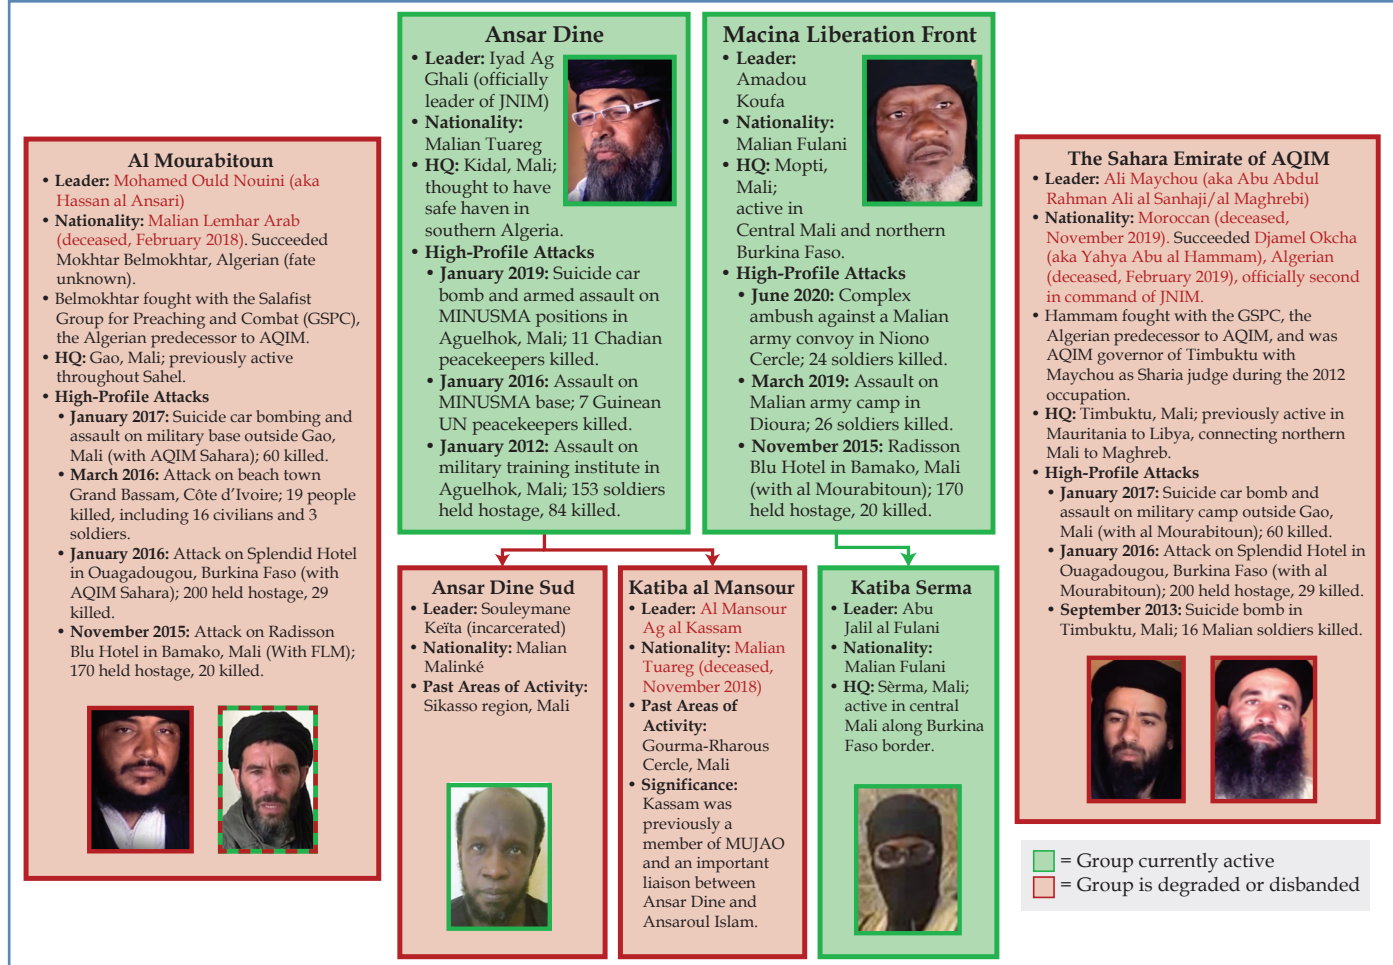 Ansar Dine
• Leader: Iyad Ag
Ghali (officially
leader of JNIM)
• Nationality:
Malian Tuareg
• HQ: Kidal, Mali;
thought to have
safe haven in
southern Algeria.
• High-Profile Attacks
• January 2019: Suicide car
bomb and armed assault on
MINUSMA positions in
Aguelhok, Mali; 11 Chadian
peacekeepers killed.
• January 2016: Assault on
MINUSMA base; 7 Guinean
UN peacekeepers killed.
• January 2012: Assault on
military training institute in
Aguelhok, Mali; 153 soldiers
held hostage, 84 killed.
Macina Liberation Front
• Leader:
Amadou
Koufa
• Nationality:
Malian Fulani
• HQ: Mopti,
Mali;
active in
Central Mali and northern
Burkina Faso.
• High-Profile Attacks
• June 2020: Complex
ambush against a Malian
army convoy in Niono
Cercle; 24 soldiers killed.
• March 2019: Assault on
Malian army camp in
Dioura; 26 soldiers killed.
• November 2015: Radisson
Blu Hotel in Bamako, Mali
(with al Mourabitoun); 170
held hostage, 20 killed.
Al Mourabitoun
• Leader: Mohamed Ould Nouini (aka
Hassan al Ansari)
• Nationality: Malian Lemhar Arab
(deceased, February 2018). Succeeded
Mokhtar Belmokhtar, Algerian (fate
unknown).
• Belmokhtar fought with the Salafist
Group for Preaching and Combat (GSPC),
the Algerian predecessor to AQIM.
• HQ: Gao, Mali; previously active
throughout Sahel.
• High-Profile Attacks
• January 2017: Suicide car bombing and
assault on military base outside Gao,
Mali (with AQIM Sahara); 60 killed.
• March 2016: Attack on beach town
Grand Bassam, Côte d'Ivoire; 19 people
killed, including 16 civilians and 3
soldiers.
• January 2016: Attack on Splendid Hotel
in Ouagadougou, Burkina Faso (with
AQIM Sahara); 200 held hostage, 29
killed.
• November 2015: Attack on Radisson
Blu Hotel in Bamako, Mali (With FLM);
170 held hostage, 20 killed.
The Sahara Emirate of AQIM
• Leader: Ali Maychou (aka Abu Abdul
Rahman Ali al Sanhaji/al Maghrebi)
• Nationality: Moroccan (deceased,
November 2019). Succeeded Djamel Okcha
(aka Yahya Abu al Hammam), Algerian
(deceased, February 2019), officially second
in command of JNIM.
• Hammam fought with the GSPC, the
Algerian predecessor to AQIM, and was
AQIM governor of Timbuktu with
Maychou as Sharia judge during the 2012
occupation.
• HQ: Timbuktu, Mali; previously active in
Mauritania to Libya, connecting northern
Mali to Maghreb.
• High-Profile Attacks
• January 2017: Suicide car bomb and
assault on military camp outside Gao,
Mali (with al Mourabitoun); 60 killed.
• January 2016: Attack on Splendid Hotel in
Ouagadougou, Burkina Faso (with al
Mourabitoun); 200 held hostage, 29 killed.
• September 2013: Suicide bomb in
Timbuktu, Mali; 16 Malian soldiers killed.
Ansar Dine Sud
• Leader: Souleymane
Keïta (incarcerated)
• Nationality: Malian
Malinké
• Past Areas of Activity:
Sikasso region, Mali
Katiba al Mansour
• Leader: Al Mansour
Ag al Kassam
• Nationality: Malian
Tuareg (deceased,
November 2018)
• Past Areas of
Activity:
Gourma-Rharous
Cercle, Mali
• Significance:
Kassam was
previously a
member of MUJAO
and an important
liaison between
Ansar Dine and
Ansaroul Islam.
Katiba Serma
• Leader: Abu
Jalil al Fulani
• Nationality:
Malian Fulani
• HQ: Sèrma, Mali;
active in central
Mali along Burkina
Faso border.
= Group currently active
= Group is degraded or disbanded